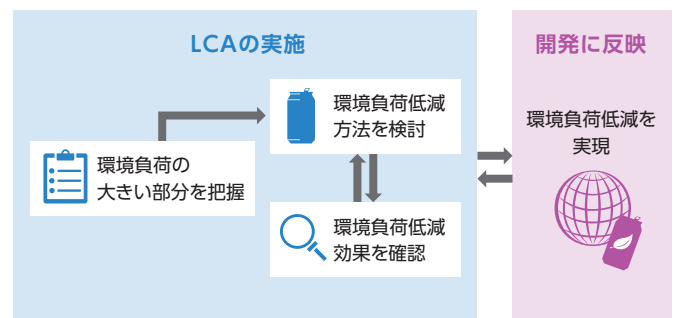 LCAの実施
環境負荷の
大きい部分を把握
環境負荷低減
方法を検討
環境負荷低減
効果を確認
開発に反映
環境負荷低減を
実現